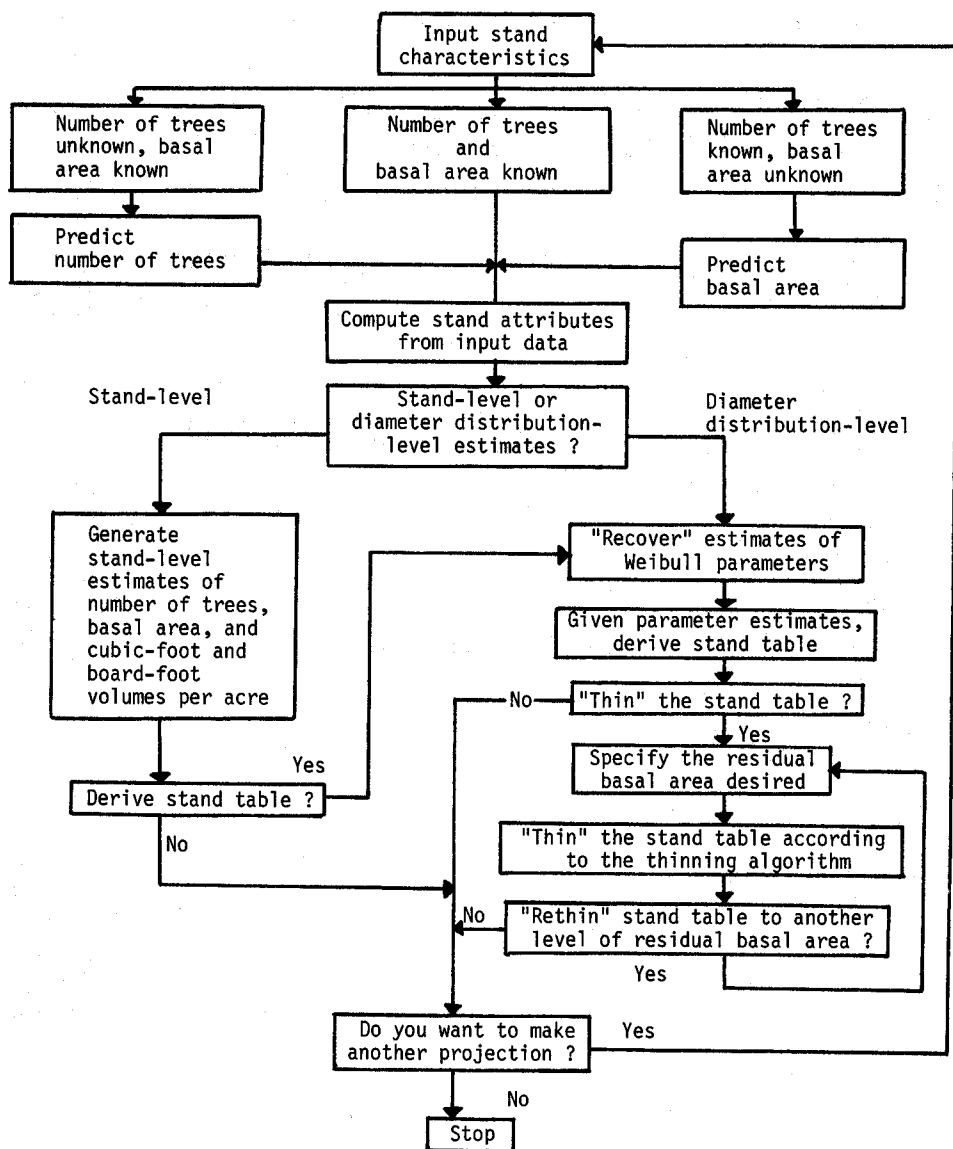 Input stand
characteristics
Number of trees
unknown, basal
area known
Number of trees
and
basal area known
Number of trees
known, basal
area unknown
Predict
number of trees
Predict
basal area
Compute stand attributes
from input data
Stand-level
Stand-level or
diameter distribution-
level estimates ?
Diameter
distribution-level
Generate
stand-level
estimates of
number of trees,
basal area, and
cubic-foot and
board-foot
volumes per acre
"Recover" estimates of
Weibull parameters
Given parameter estimates,
derive stand table
No
"Thin" the stand table ?
Yes
Yes
Specify the residual
basal area desired
Derive stand table ?
No
"Thin" the stand table according
to the thinning algorithm
No
"Rethin" stand table to another
level of residual basal area ?
Yes
Do you want to make
another projection ?
Yes
No
Stop